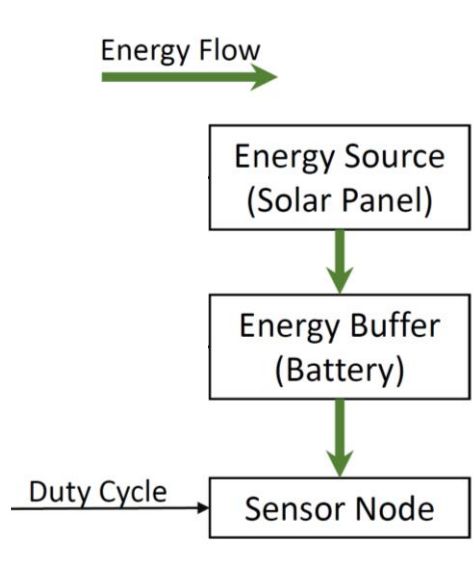 Energy Flow
Energy Source
(Solar Panel)
Energy Buffer
(Battery)
Duty Cycle
Sensor Node